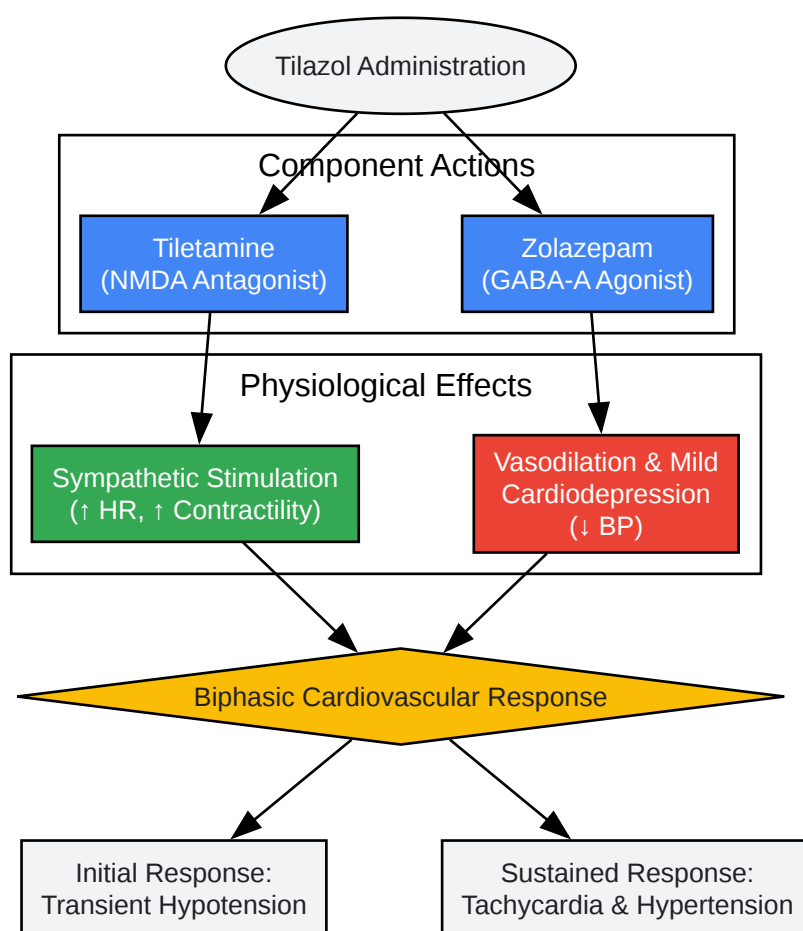 Tilazol Administration
Component Actions
Tiletamine
(NMDA Antagonist)
Zolazepam
(GABA-A Agonist)
Physiological Effects
Sympathetic Stimulation
(↑ HR, ↑ Contractility)
Vasodilation & Mild
Cardiodepression
(↓ BP)
Biphasic Cardiovascular Response
Initial Response:
Transient Hypotension
Sustained Response:
Tachycardia & Hypertension